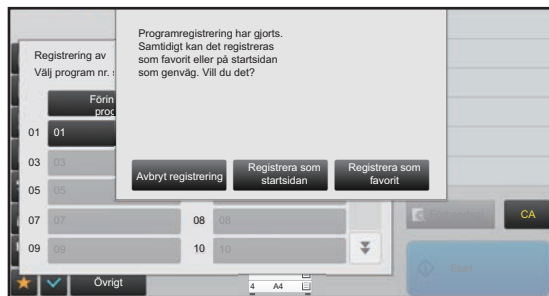 Programregistrering har gjorts.
Samtidigt kan det registreras
som favorit eller på startsidan
som genväg. Vill du det?
Avbryt registrering
Registrera som
startsidan
Registrera som
favorit
Registrering av
Välj program nr.
Förin
prog
01 01
03 03
05 05
07 07 08 08
09 09 10 10
CA
Start
Övrigt
4 A4